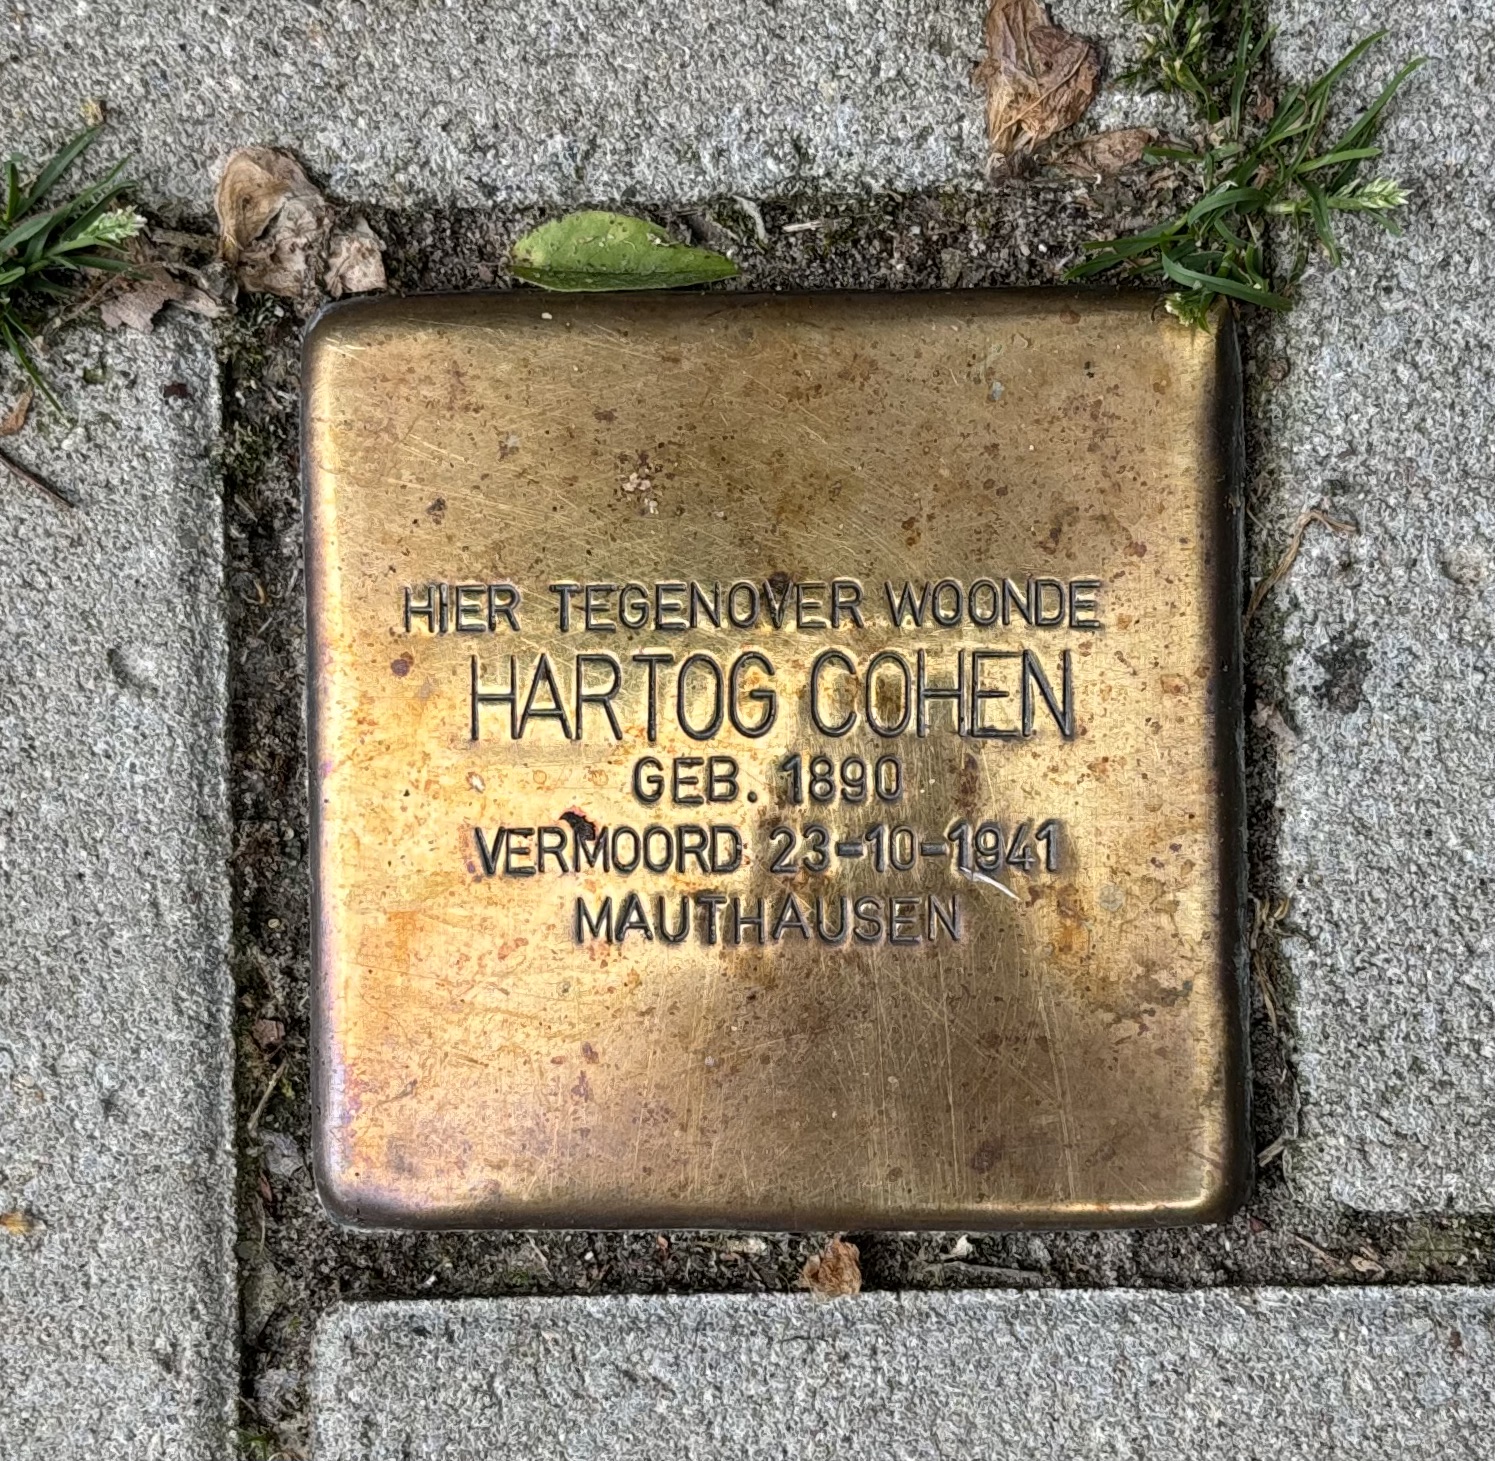 HIER TEGENOVER WOONDE
HARTOG COHEN
GEB. 1890
VERMOORD 23-10-1941
MAUTHAUSEN